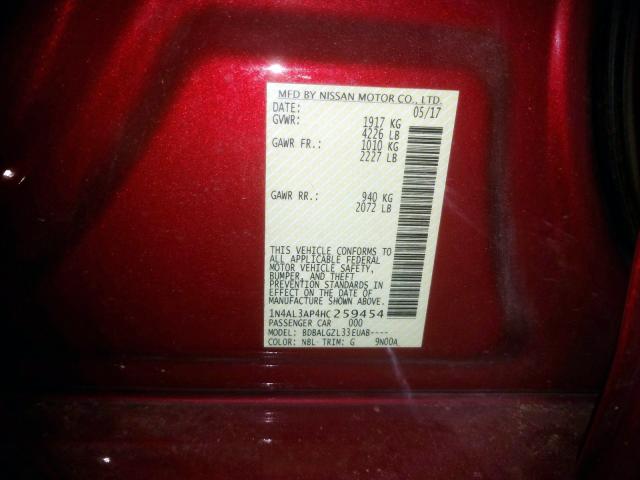 MFD BY NISSAN MOTOR CO., LTD.
DATE: 05/17
GVWR: 1917 KG
4226 LB
GAWR FR.: 1010 KG
2227 LB
GAWR RR.: 940 KG
2072 LB
THIS VEHICLE CONFORMS TO
ALL APPLICABLE FEDERAL
MOTOR VEHICLE SAFETY,
BUMPER, AND THEFT
PREVENTION STANDARDS IN
EFFECT ON THE DATE OF
MANUFACTURE SHOWN ABOVE.
1N4AL3AP4HC259454
PASSENGER CAR 000
MODEL: BDBALGZL33EUAB----
COLOR: NBL TRIM: G 9N00A